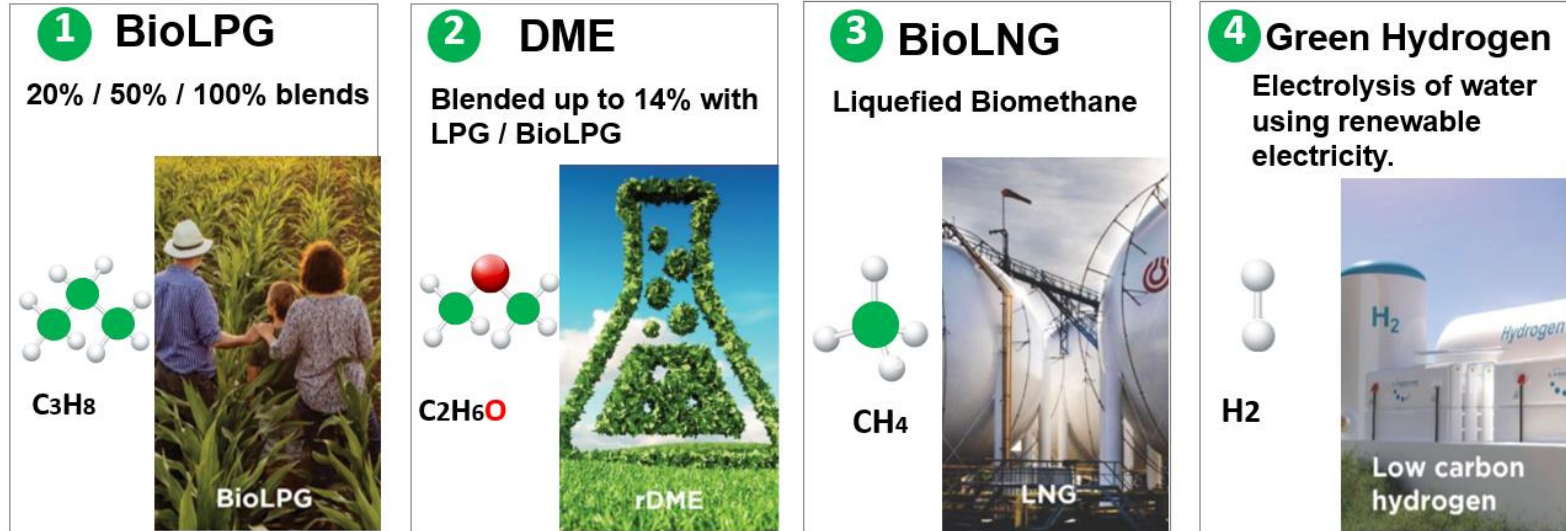 1 BioLPG
20% / 50% / 100% blends
C3H8
BioLPG
2 DME
Blended up to 14% with
LPG / BioLPG
C2H6O
rDME
3 BioLNG
Liquefied Biomethane
CH4
LNG
4 Green Hydrogen
Electrolysis of water
using renewable
electricity.
H2
H2
Hydrogen
Low carbon
hydrogen